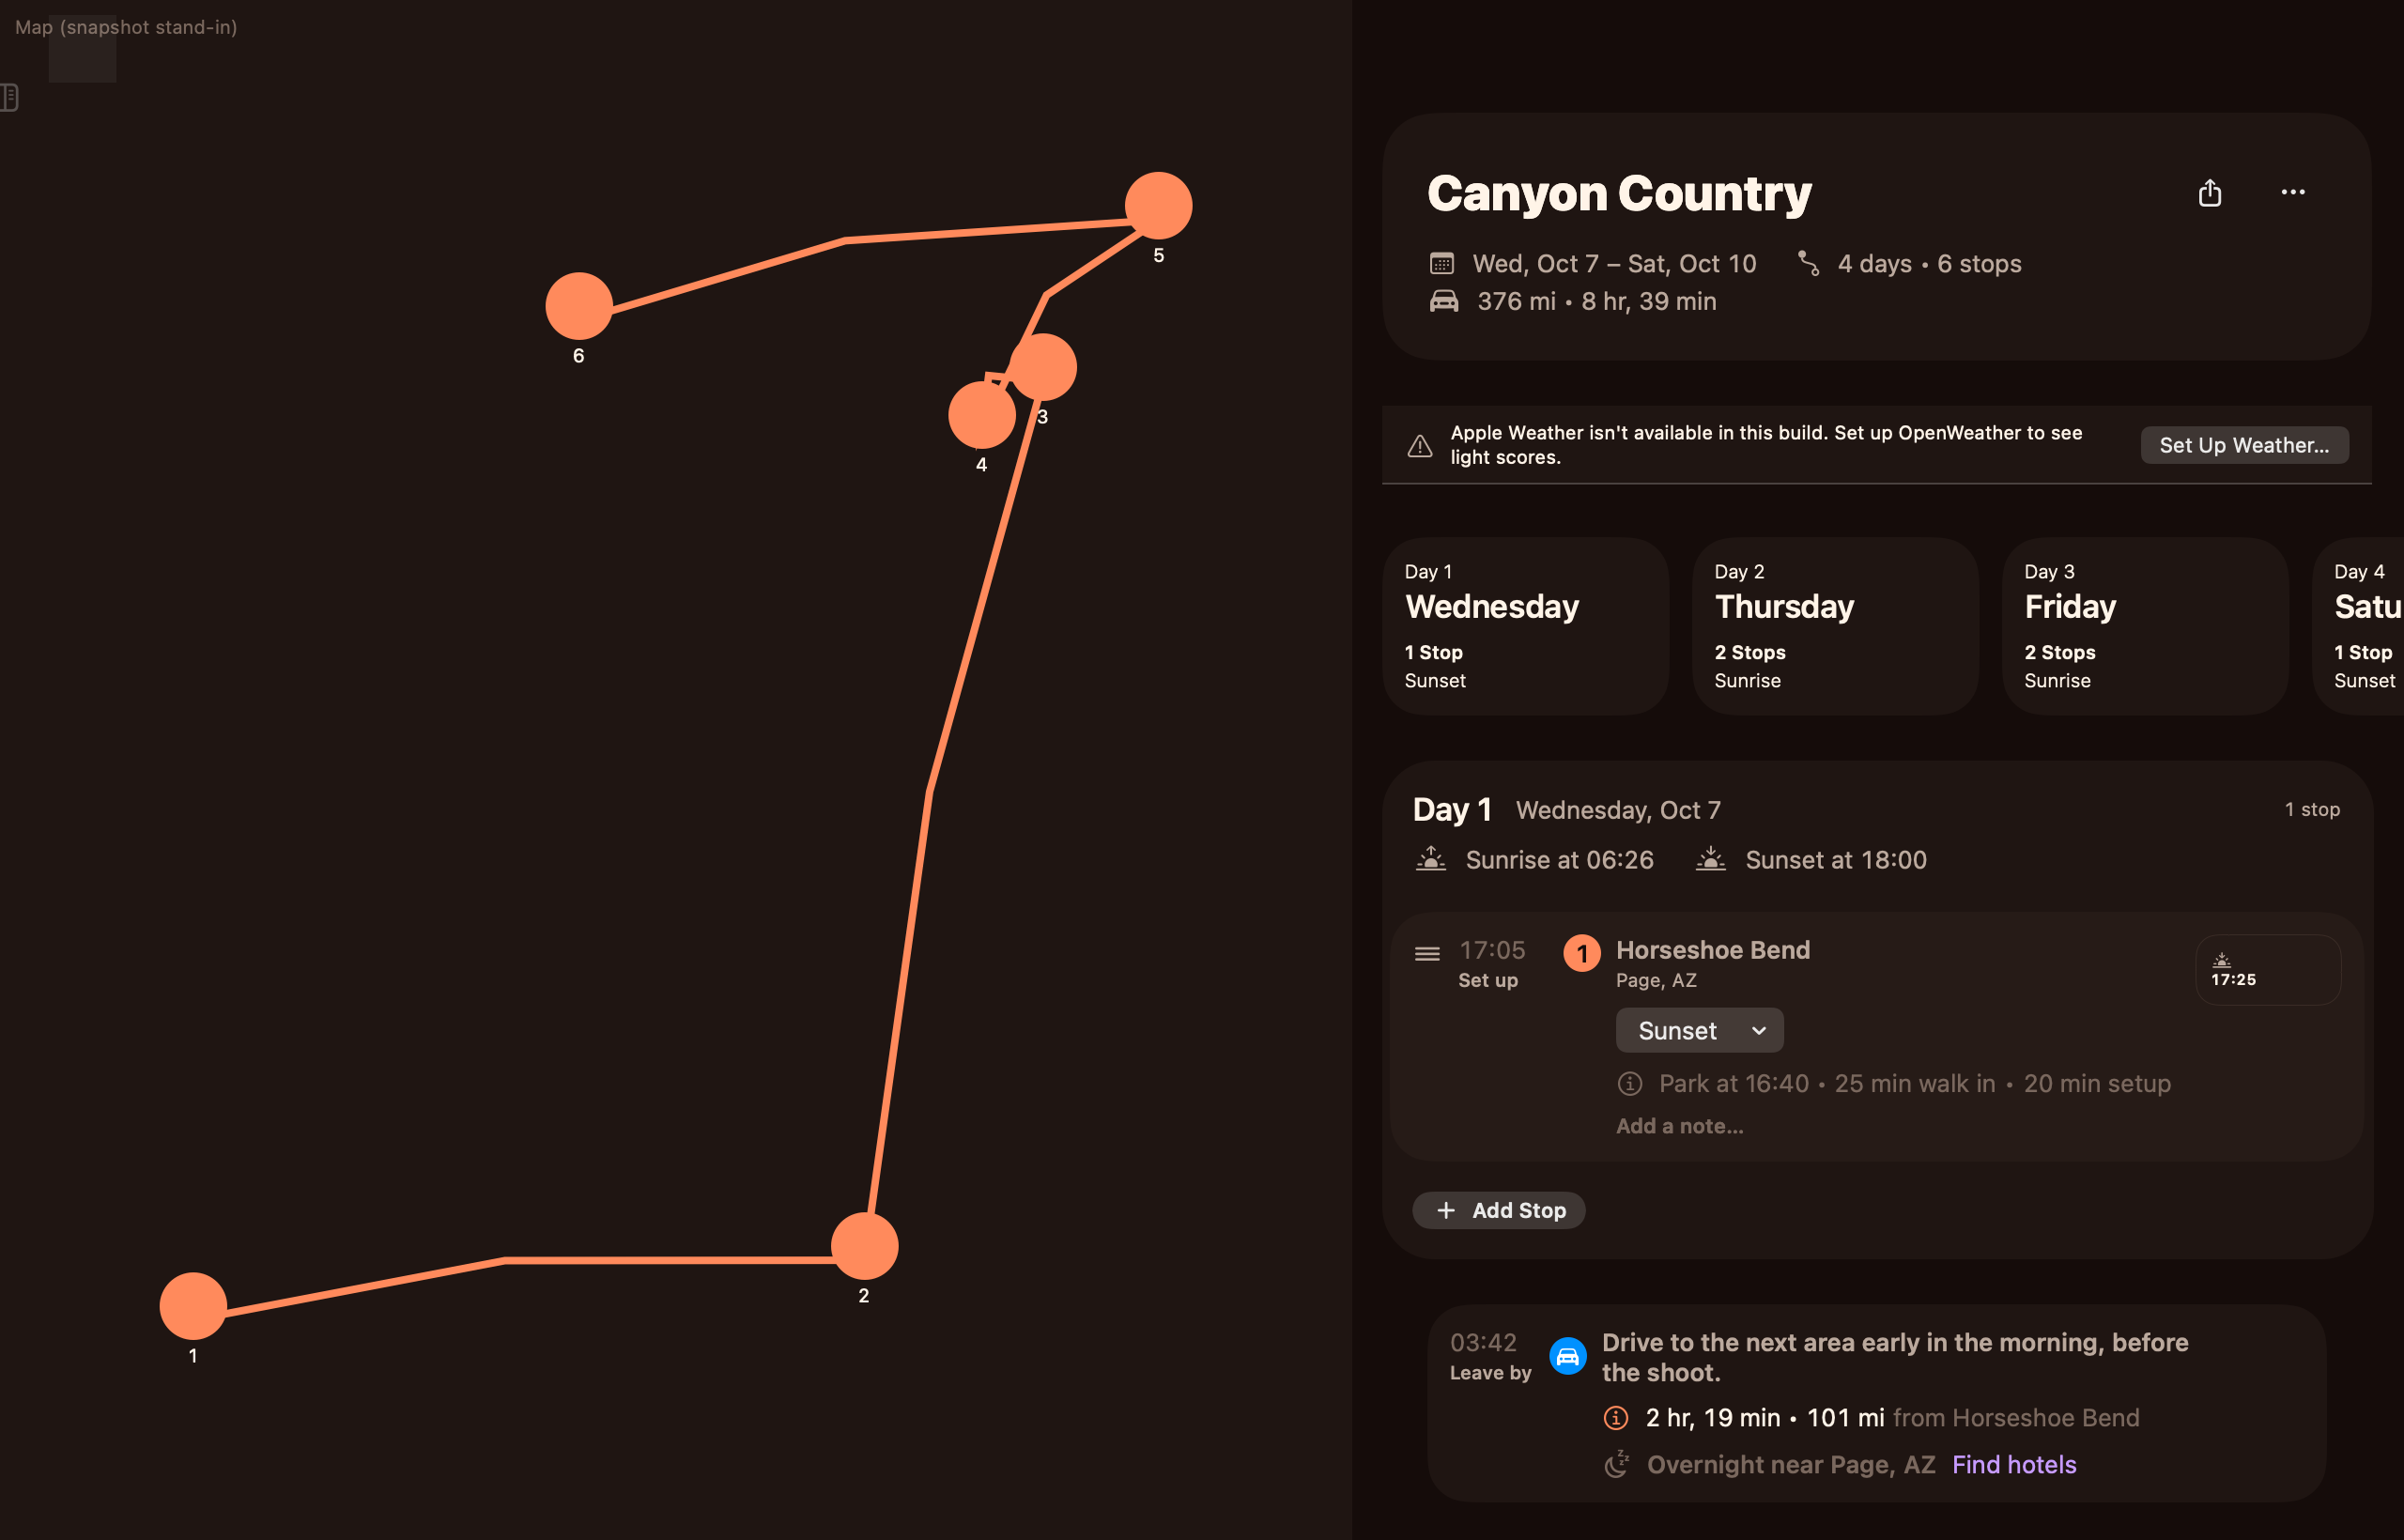 Map (snapshot stand-in)
5
6
3
4
2
1
Canyon Country
Wed, Oct 7 – Sat, Oct 10
4 days • 6 stops
376 mi • 8 hr, 39 min
Apple Weather isn't available in this build. Set up OpenWeather to see
light scores.
Set Up Weather...
Day 1
Wednesday
1 Stop
Sunset
Day 2
Thursday
2 Stops
Sunrise
Day 3
Friday
2 Stops
Sunrise
Day 4
Satu
1 Stop
Sunset
Day 1 Wednesday, Oct 7
1 stop
Sunrise at 06:26
Sunset at 18:00
17:05
Set up
1
Horseshoe Bend
Page, AZ
17:25
Sunset
Park at 16:40 • 25 min walk in • 20 min setup
Add a note...
+ Add Stop
03:42
Leave by
Drive to the next area early in the morning, before
the shoot.
2 hr, 19 min • 101 mi from Horseshoe Bend
Overnight near Page, AZ Find hotels